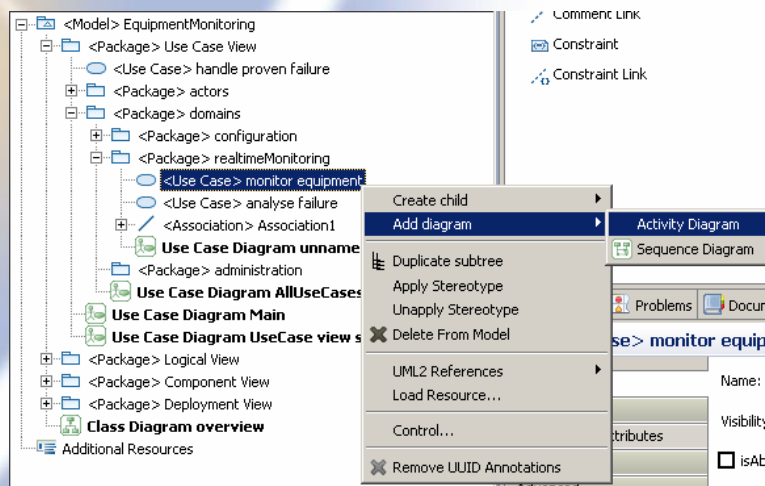 <Model> EquipmentMonitoring
<Package> Use Case View
<Use Case> handle proven failure
<Package> actors
<Package> domains
<Package> configuration
<Package> realtimeMonitoring
<Use Case> monitor equipment
<Use Case> analyse failure
<Association> Association1
Use Case Diagram unname
<Package> administration
Use Case Diagram AllUseCases
Use Case Diagram Main
Use Case Diagram UseCase view s
<Package> Logical View
<Package> Component View
<Package> Deployment View
Class Diagram overview
Additional Resources
Create child
Add diagram
Duplicate subtree
Apply Stereotype
Unapply Stereotype
Delete From Model
UML2 References
Load Resource...
Control...
Remove UUID Annotations
Activity Diagram
Sequence Diagram
Comment Link
Constraint
Constraint Link
Problems
Docur
se> monitor equip
Name:
Visibility
tributes
isAb
Advanced